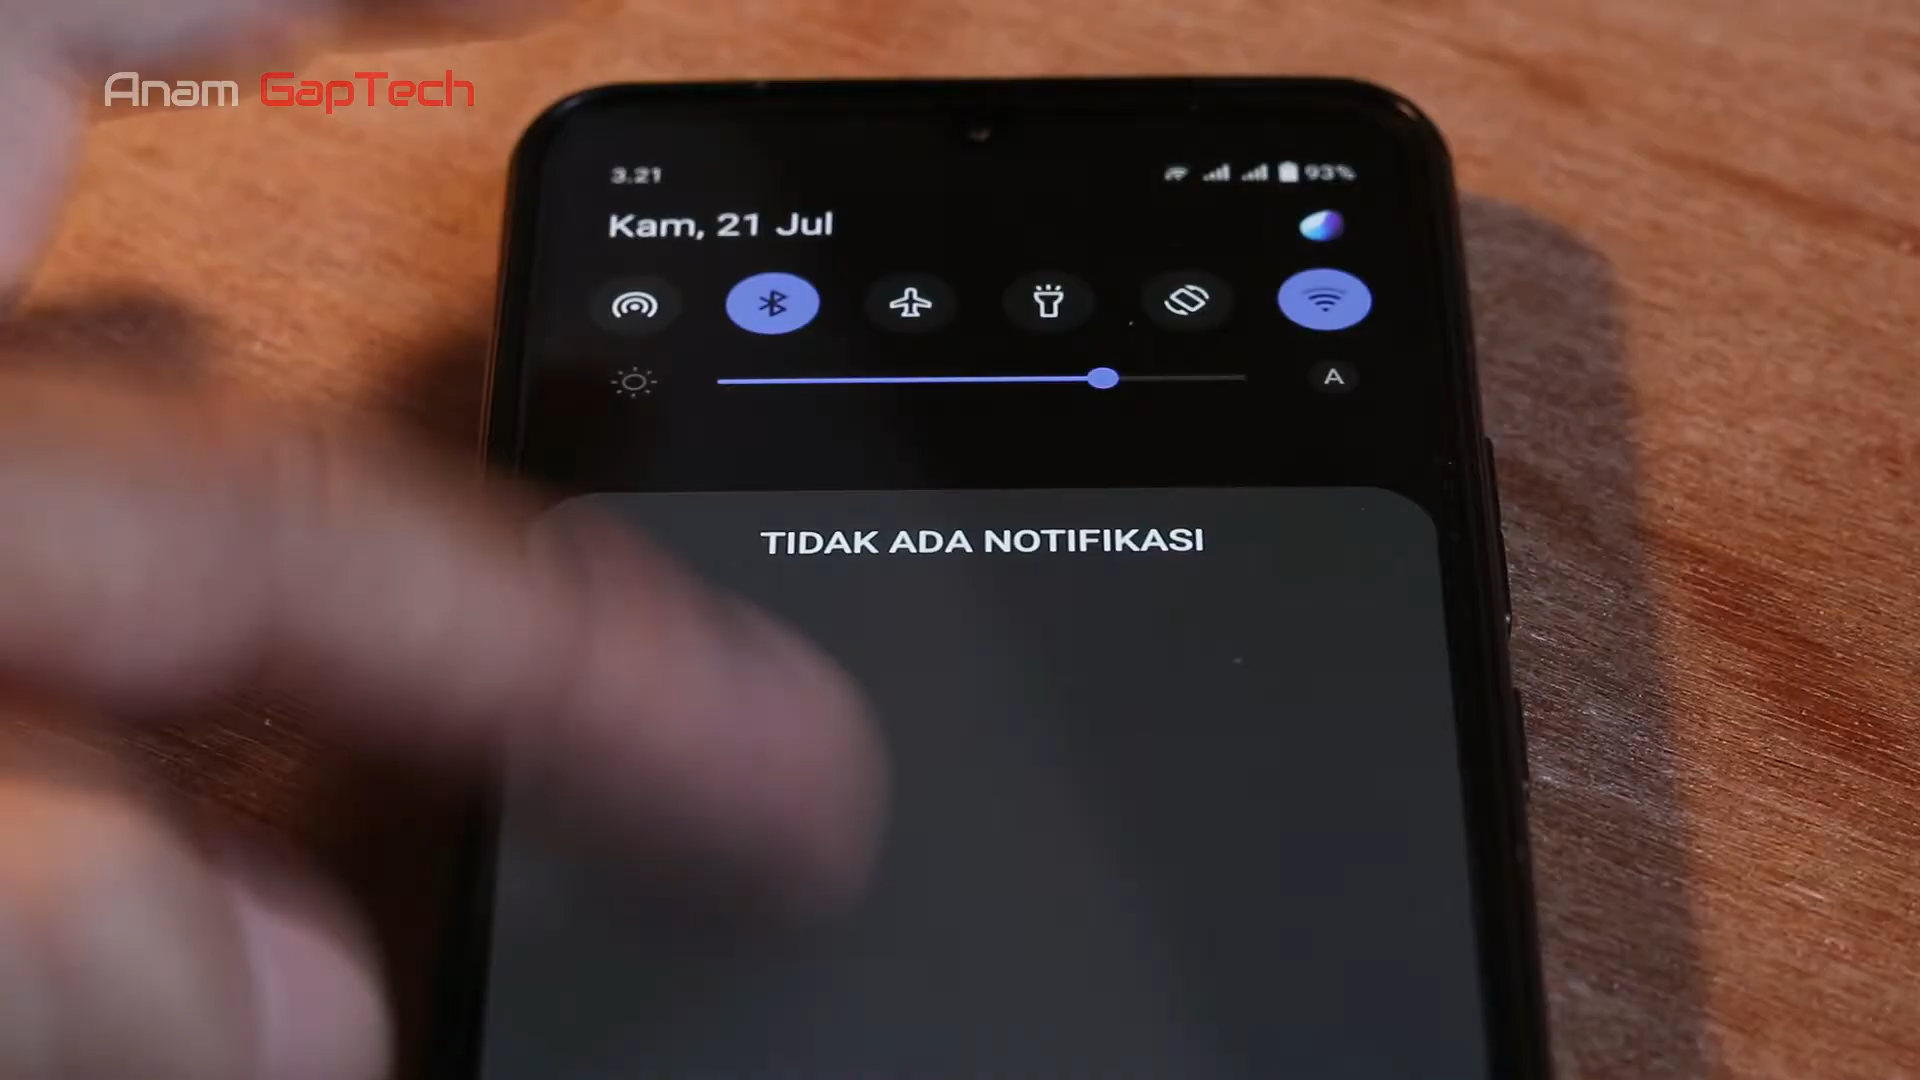 Anam GapTech
3.21
93%
Kam, 21 Jul
A
TIDAK ADA NOTIFIKASI